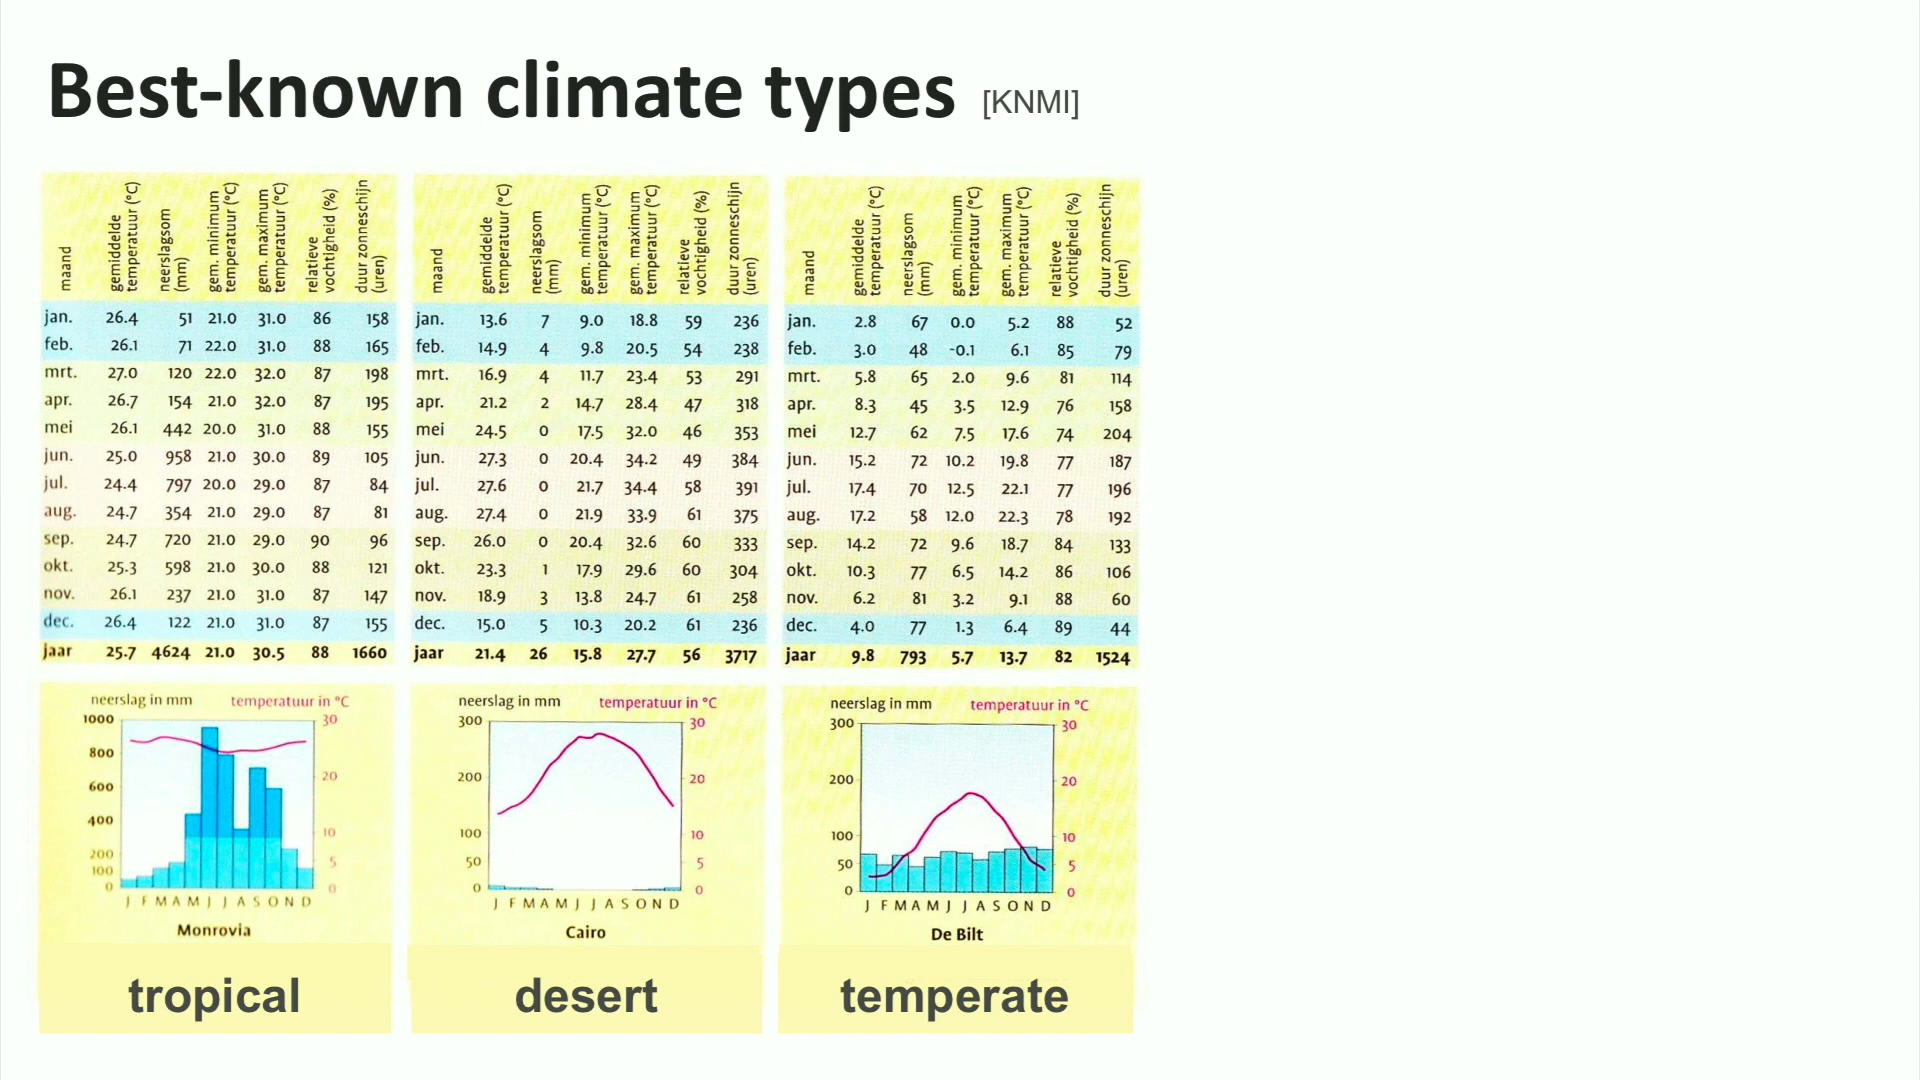 Best-known climate types [KNMI]
maand gemiddelde temperatuur (°C) neerslagsom (mm) gem. minimum temperatuur (°C) gem. maximum temperatuur (°C) relatieve vochtigheid (%) duur zonneschijn (uren)
jan. 26.4 51 21.0 31.0 86 158
feb. 26.1 71 22.0 31.0 88 165
mrt. 27.0 120 22.0 32.0 87 198
apr. 26.7 154 21.0 32.0 87 195
mei 26.1 442 20.0 31.0 88 155
jun. 25.0 958 21.0 30.0 89 105
jul. 24.4 797 20.0 29.0 87 84
aug. 24.7 354 21.0 29.0 87 81
sep. 24.7 720 21.0 29.0 90 96
okt. 25.3 598 21.0 30.0 88 121
nov. 26.1 237 21.0 31.0 87 147
dec. 26.4 122 21.0 31.0 87 155
jaar 25.7 4624 21.0 30.5 88 1660
neerslag in mm temperatuur in °C
1000 30
800
20
600
400
10
200
5
100
0 0
J F M A M J J A S O N D
Monrovia
tropical
maand gemiddelde temperatuur (°C) neerslagsom (mm) gem. minimum temperatuur (°C) gem. maximum temperatuur (°C) relatieve vochtigheid (%) duur zonneschijn (uren)
jan. 13.6 7 9.0 18.8 59 236
feb. 14.9 4 9.8 20.5 54 238
mrt. 16.9 4 11.7 23.4 53 291
apr. 21.2 2 14.7 28.4 47 318
mei 24.5 0 17.5 32.0 46 353
jun. 27.3 0 20.4 34.2 49 384
jul. 27.6 0 21.7 34.4 58 391
aug. 27.4 0 21.9 33.9 61 375
sep. 26.0 0 20.4 32.6 60 333
okt. 23.3 1 17.9 29.6 60 304
nov. 18.9 3 13.8 24.7 61 258
dec. 15.0 5 10.3 20.2 61 236
jaar 21.4 26 15.8 27.7 56 3717
neerslag in mm temperatuur in °C
300 30
200 20
100 10
50 5
0 0
J F M A M J J A S O N D
Cairo
desert
maand gemiddelde temperatuur (°C) neerslagsom (mm) gem. minimum temperatuur (°C) gem. maximum temperatuur (°C) relatieve vochtigheid (%) duur zonneschijn (uren)
jan. 2.8 67 0.0 5.2 88 52
feb. 3.0 48 -0.1 6.1 85 79
mrt. 5.8 65 2.0 9.6 81 114
apr. 8.3 45 3.5 12.9 76 158
mei 12.7 62 7.5 17.6 74 204
jun. 15.2 72 10.2 19.8 77 187
jul. 17.4 70 12.5 22.1 77 196
aug. 17.2 58 12.0 22.3 78 192
sep. 14.2 72 9.6 18.7 84 133
okt. 10.3 77 6.5 14.2 86 106
nov. 6.2 81 3.2 9.1 88 60
dec. 4.0 77 1.3 6.4 89 44
jaar 9.8 793 5.7 13.7 82 1524
neerslag in mm temperatuur in °C
300 30
200 20
100 10
50 5
0 0
J F M A M J J A S O N D
De Bilt
temperate